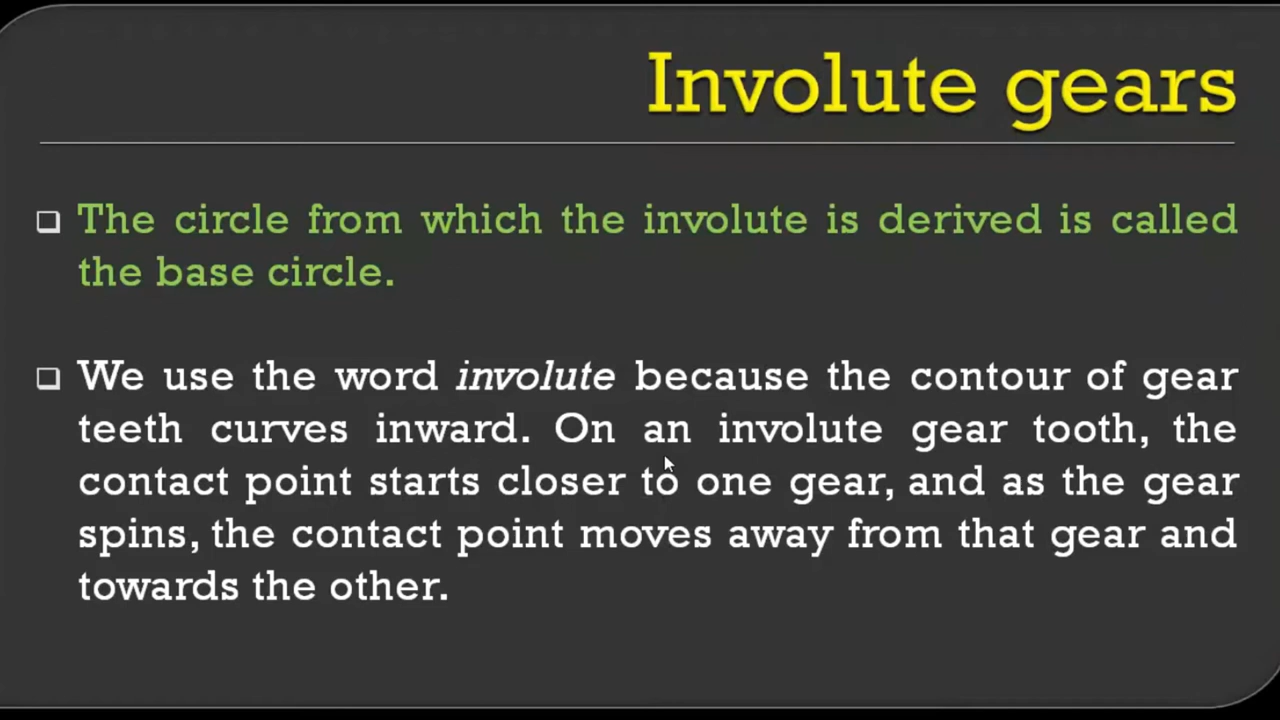 Involute gears
The circle from which the involute is derived is called
the base circle.
We use the word involute because the contour of gear
teeth curves inward. On an involute gear tooth, the
contact point starts closer to one gear, and as the gear
spins, the contact point moves away from that gear and
towards the other.